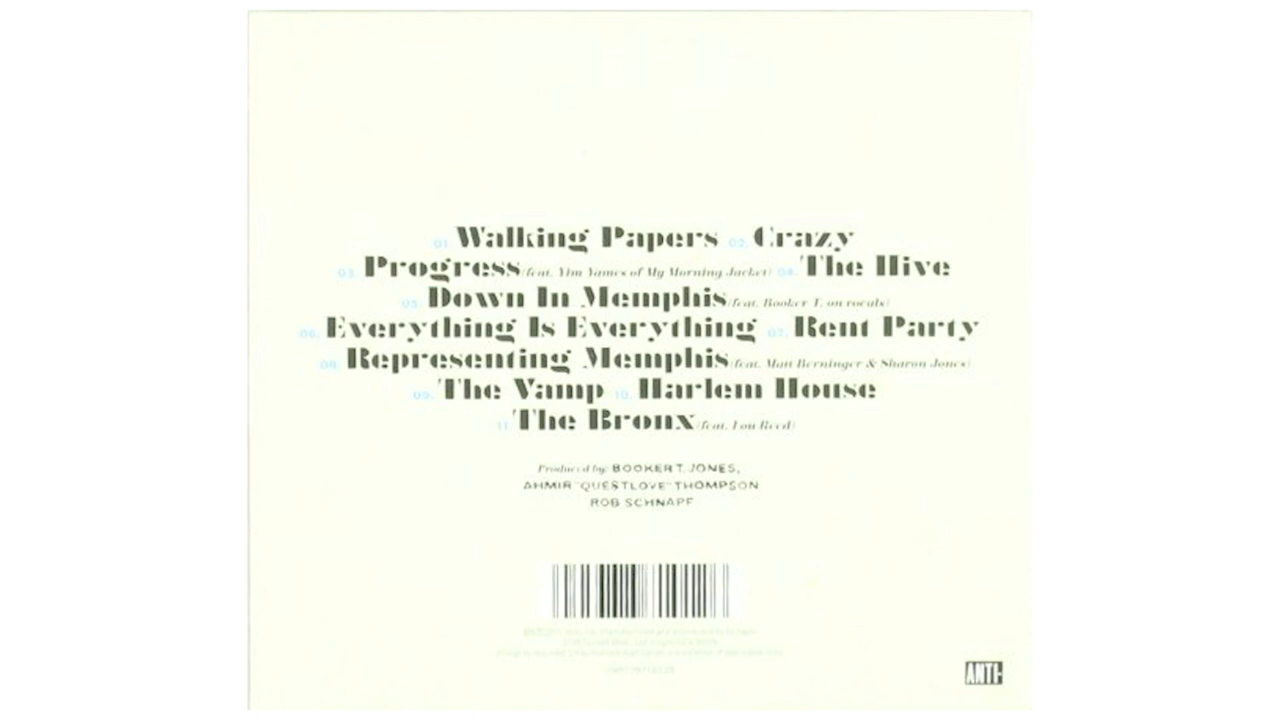 01. Walking Papers 02. Crazy
03. Progress (feat. Yim Yames of My Morning Jacket) 04. The Hive
05. Down In Memphis (feat. Booker T. on vocals)
06. Everything Is Everything 07. Rent Party
08. Representing Memphis (feat. Matt Berninger & Sharon Jones)
09. The Vamp 10. Harlem House
11. The Bronx (feat. Lou Reed)
Produced by: BOOKER T. JONES,
AHMIR "QUESTLOVE" THOMPSON
ROB SCHNAPF
ANTI-